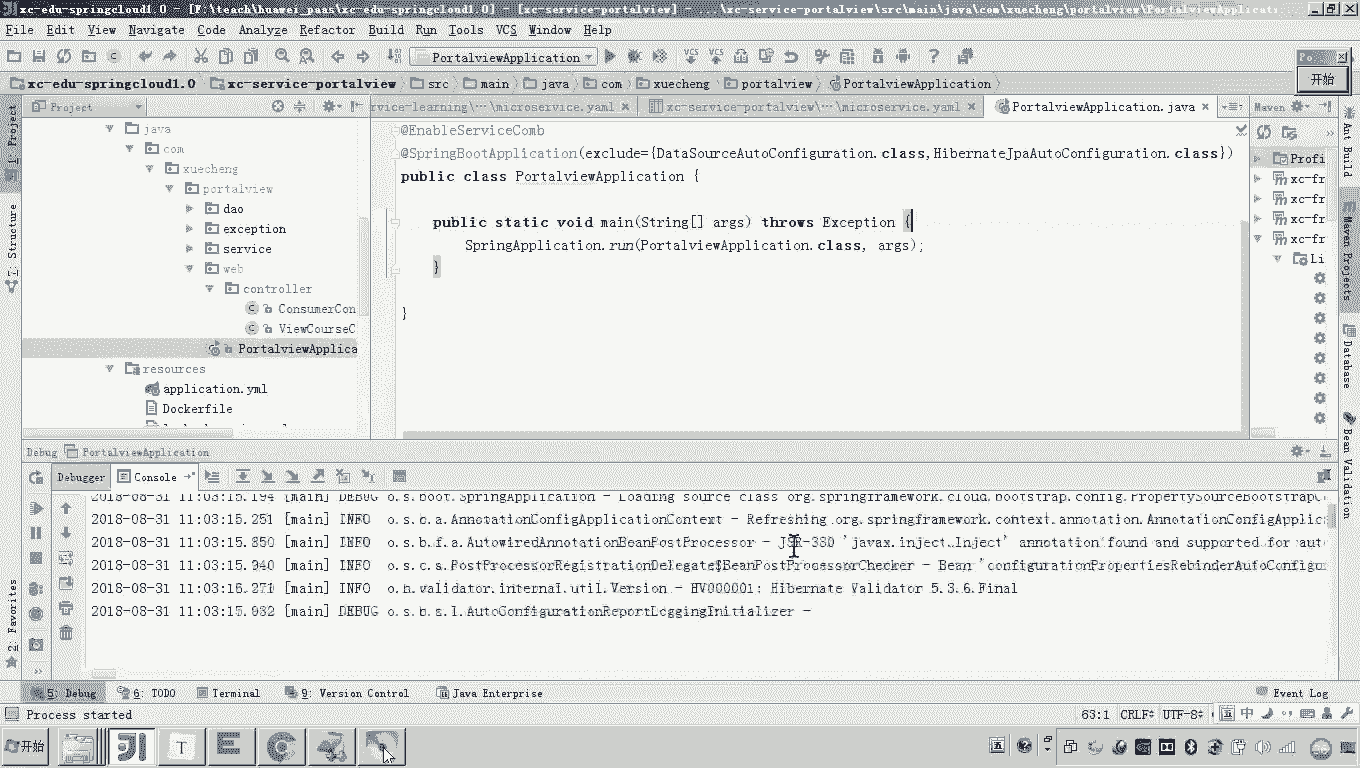 xc-edu-springcloud1.0 - [F:\teach\huawei_paas\xc-edu-springcloud1.0] - [xc-service-portalview] - ...\xc-service-portalview\src\main\java\com\xuecheng\portalview\PortalviewApplicat
File Edit View Navigate Code Analyze Refactor Build Run Tools VCS Window Help
PortalviewApplication
开始
xc-edu-springcloud1.0 xc-service-portalview src main java com xuecheng portalview PortalviewApplication
Project
rvice-learning\...\microservice.yaml
xc-service-portalview\...\microservice.yaml
PortalviewApplication.java
Maven
1: Project
7: Structure
2: Favorites
java
com
xuecheng
portalview
dao
exception
service
web
controller
ConsumerCon
ViewCourseC
PortalviewApplica
resources
application.yml
Dockerfile
@EnableServiceComb
@SpringBootApplication(exclude={DataSourceAutoConfiguration.class,HibernateJpaAutoConfiguration.class})
public class PortalviewApplication {
public static void main(String[] args) throws Exception {
SpringApplication.run(PortalviewApplication.class, args);
}
}
Profi
xc-fr
xc-fr
xc-fr
xc-fr
Li
Ant Build
Maven Projects
Database
Bean Validation
Debug PortalviewApplication
Debugger Console
2018-08-31 11:03:15.194 [main] DEBUG o.s.boot.SpringApplication - Loading source class org.springframework.cloud.bootstrap.config.PropertySourceBootstrapC
2018-08-31 11:03:15.251 [main] INFO o.s.b.a.AnnotationConfigApplicationContext - Refreshing org.springframework.context.annotation.AnnotationConfigApplic
2018-08-31 11:03:15.850 [main] INFO o.s.b.f.a.AutowiredAnnotationBeanPostProcessor - JSR-330 'javax.inject.Inject' annotation found and supported for aut
2018-08-31 11:03:15.940 [main] INFO o.s.c.s.PostProcessorRegistrationDelegate$BeanPostProcessorChecker - Bean 'configurationPropertiesRebinderAutoConfigur
2018-08-31 11:03:16.270 [main] INFO o.h.validator.internal.util.Version - HV000001: Hibernate Validator 5.3.6.Final
2018-08-31 11:03:15.982 [main] DEBUG o.s.b.s.l.AutoConfigurationReportLoggingInitializer -
5: Debug 6: TODO Terminal 9: Version Control Java Enterprise Event Log
Process started 63:1 CRLF UTF-8 中
开始